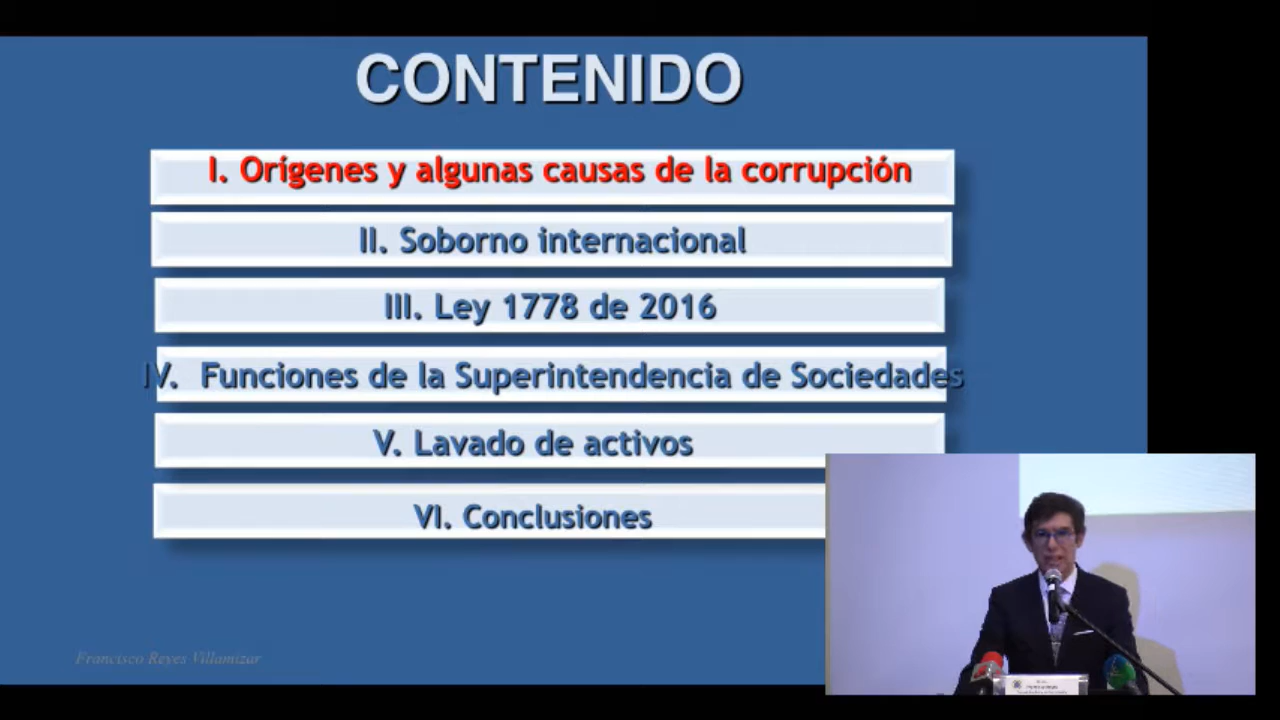 CONTENIDO
I. Orígenes y algunas causas de la corrupción
II. Soborno internacional
III. Ley 1778 de 2016
IV. Funciones de la Superintendencia de Sociedades
V. Lavado de activos
VI. Conclusiones
Francisco Reyes Villamizar